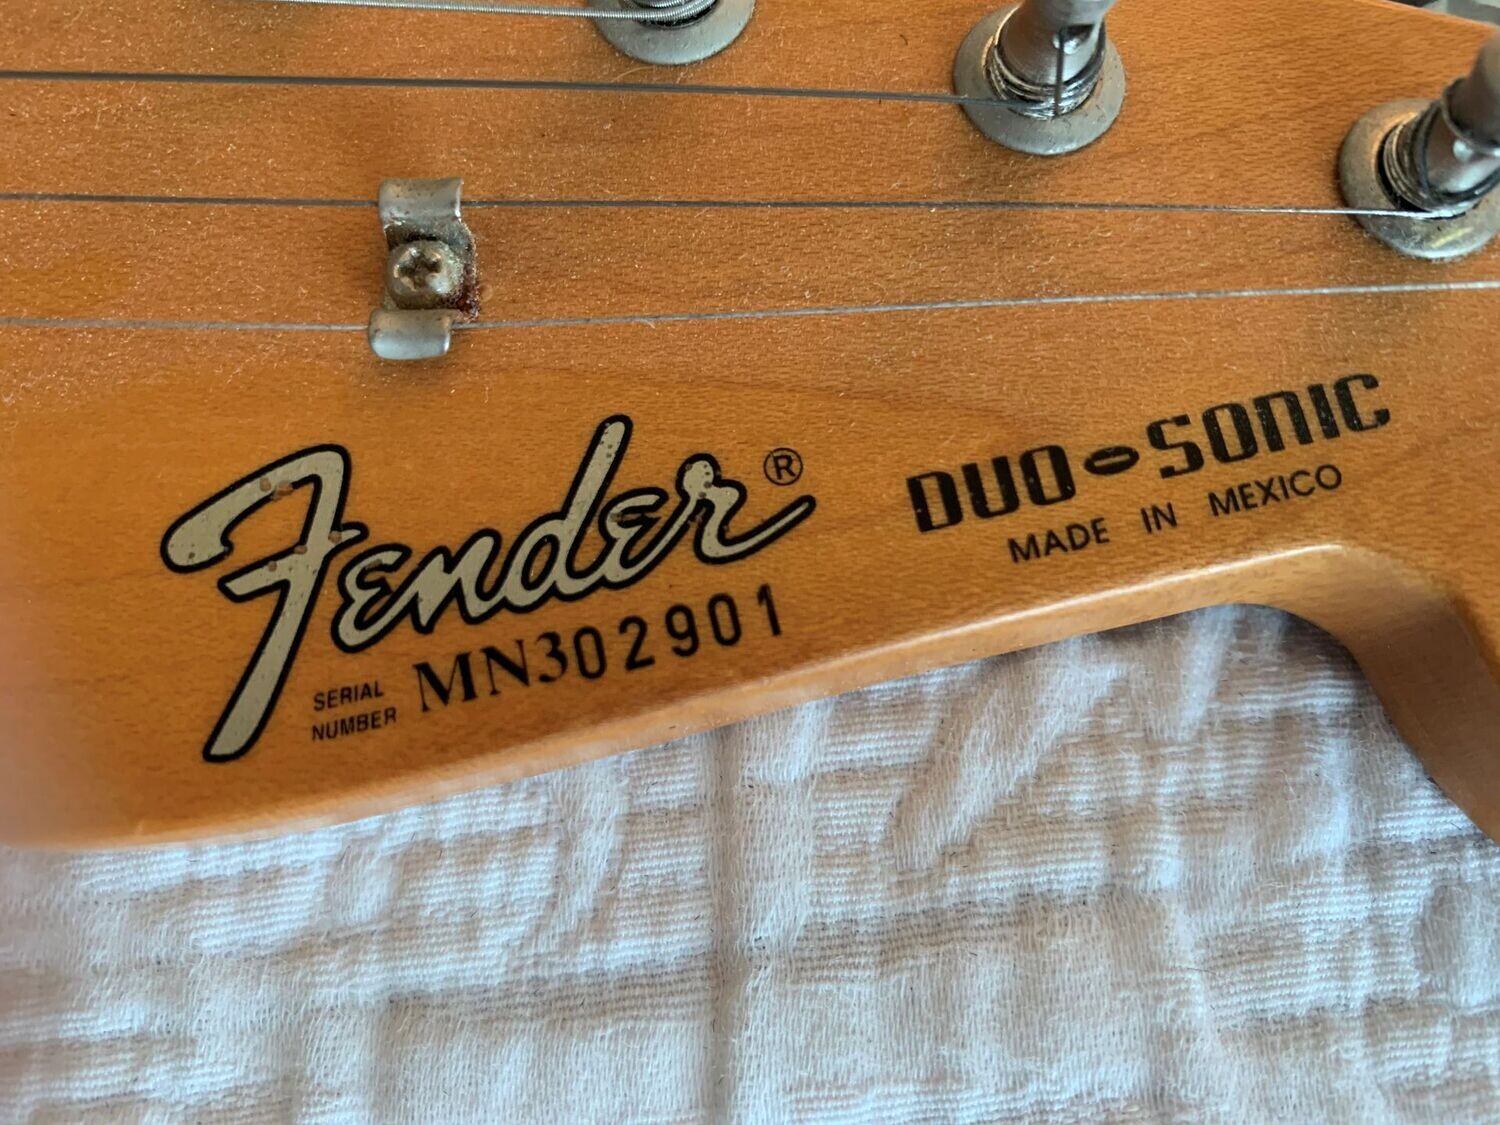 Fender®
DUO-SONIC
MADE IN MEXICO
SERIAL
NUMBER MN302901